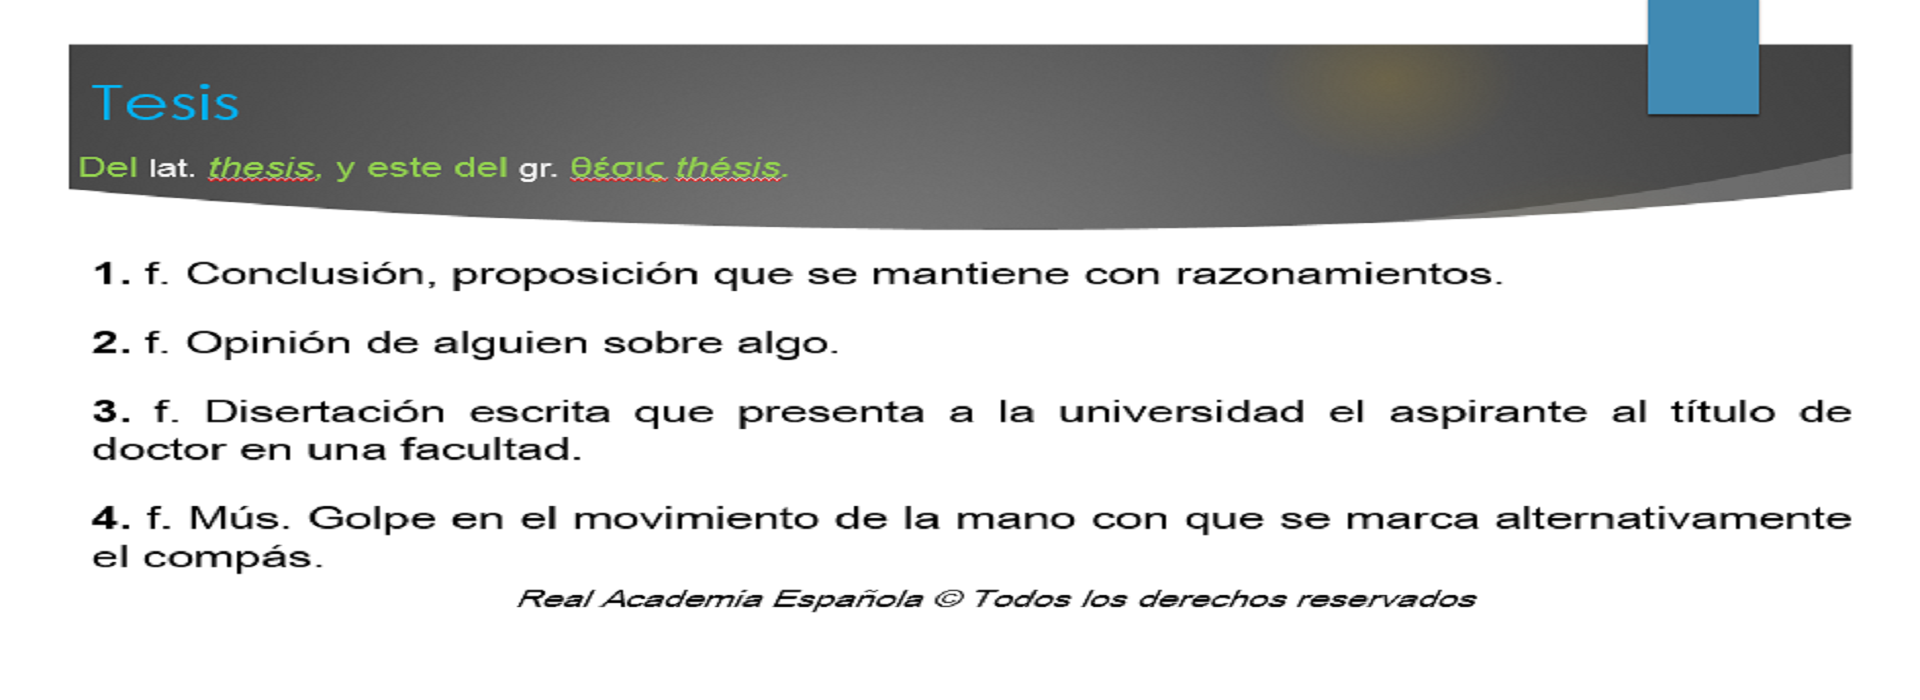 Tesis
Del lat. thesis, y este del gr. θέσις thésis.
1. f. Conclusión, proposición que se mantiene con razonamientos.
2. f. Opinión de alguien sobre algo.
3. f. Disertación escrita que presenta a la universidad el aspirante al título de
doctor en una facultad.
4. f. Mús. Golpe en el movimiento de la mano con que se marca alternativamente
el compás.
Real Academia Española © Todos los derechos reservados